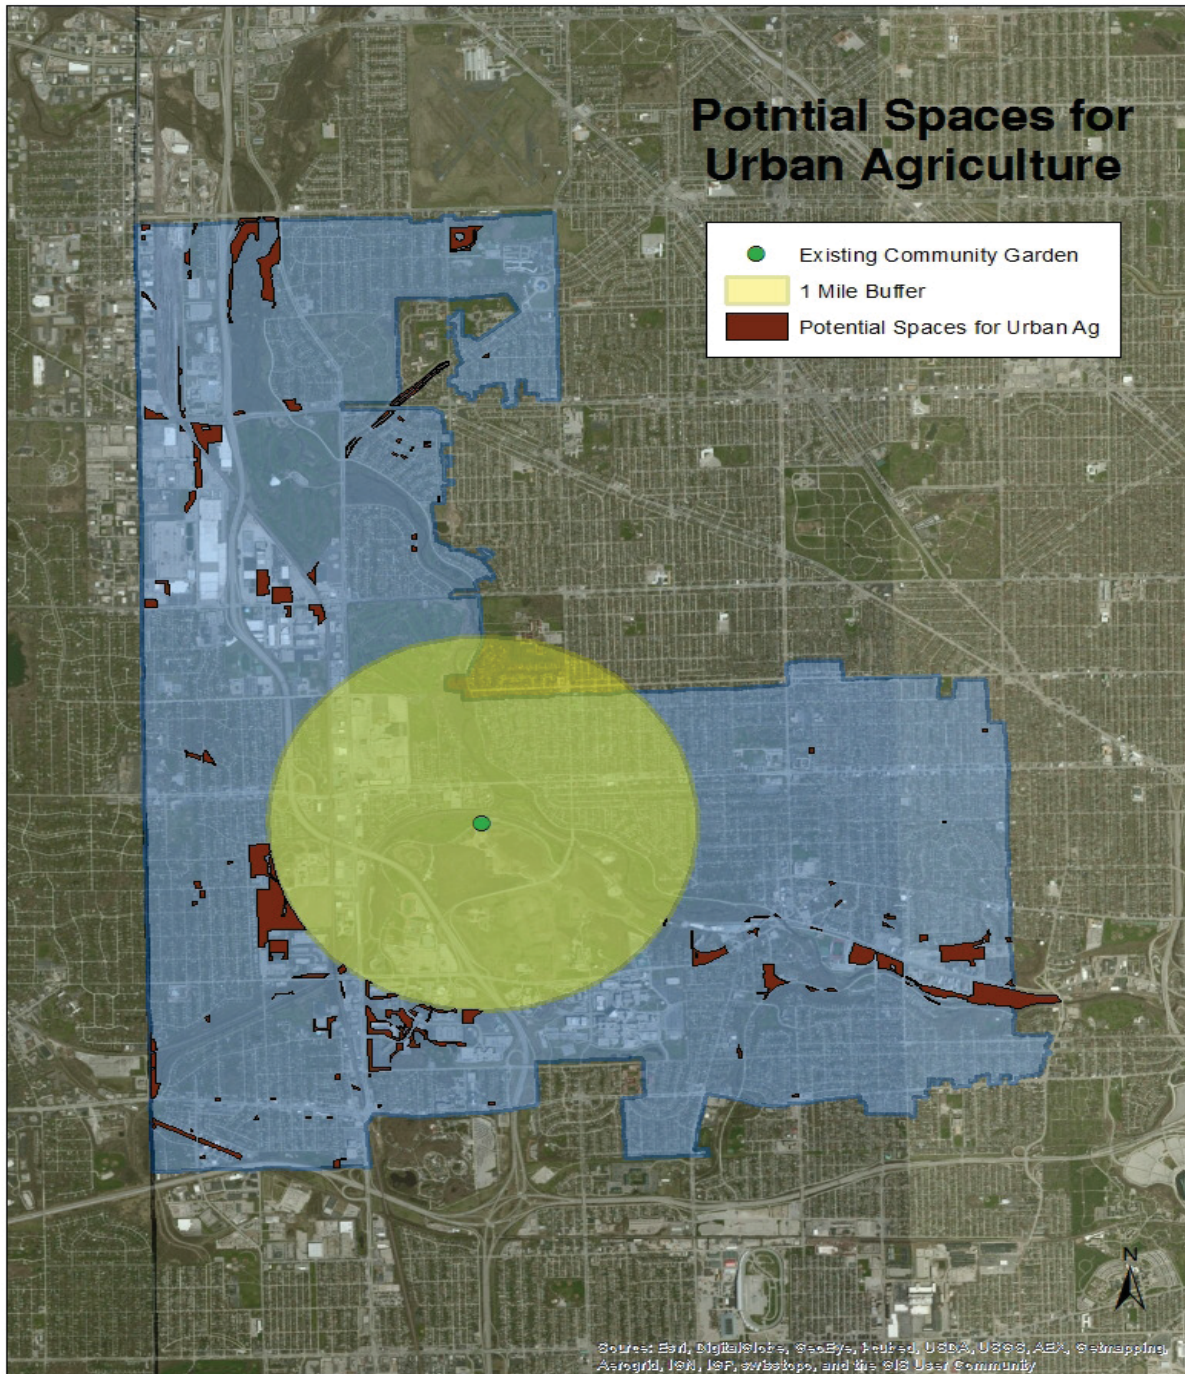 Potntial Spaces for
Urban Agriculture
Existing Community Garden
1 Mile Buffer
Potential Spaces for Urban Ag
N
Source: Esri, DigitalGlobe, GeoEye, i-cubed, USDA, USGS, AEX, Getmapping,
Aerogrid, IGN, IGP, swisstopo, and the GIS User Community